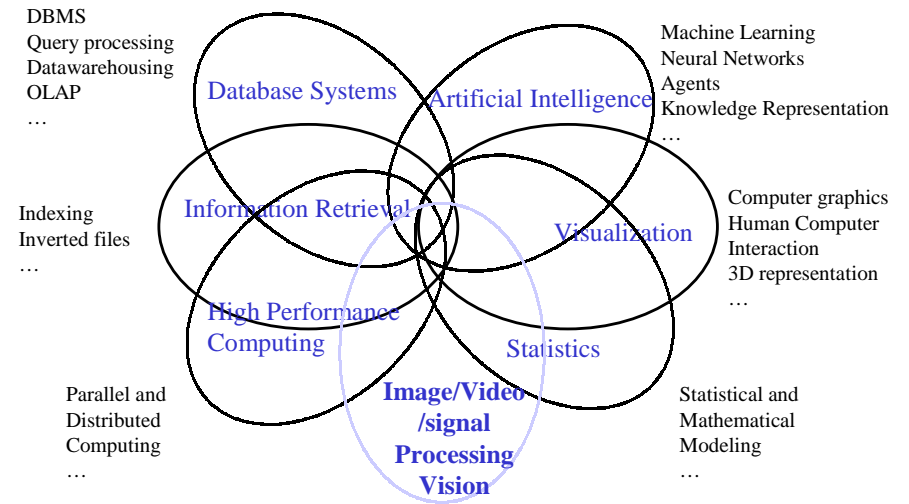 DBMS
Query processing
Datawarehousing
OLAP
…
Database Systems
Artificial Intelligence
Machine Learning
Neural Networks
Agents
Knowledge Representation
…
Indexing
Inverted files
…
Information Retrieval
Visualization
Computer graphics
Human Computer
Interaction
3D representation
…
High Performance
Computing
Statistics
Parallel and
Distributed
Computing
…
Image/Video
/signal
Processing
Vision
Statistical and
Mathematical
Modeling
…